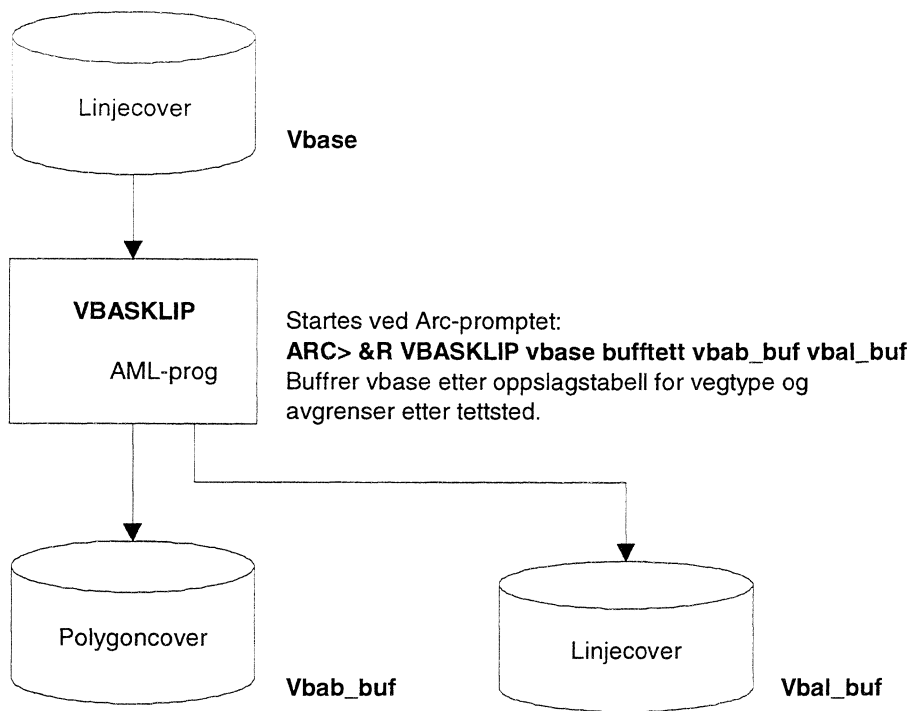 Linjecover
Vbase
VBASKLIP
AML-prog
Startes ved Arc-promptet:
ARC> &R VBASKLIP vbase bufftett vbab_buf vbal_buf
Buffrer vbase etter oppslagstabell for vegtype og
avgrenser etter tettsted.
Polygoncover
Vbab_buf
Linjecover
Vbal_buf